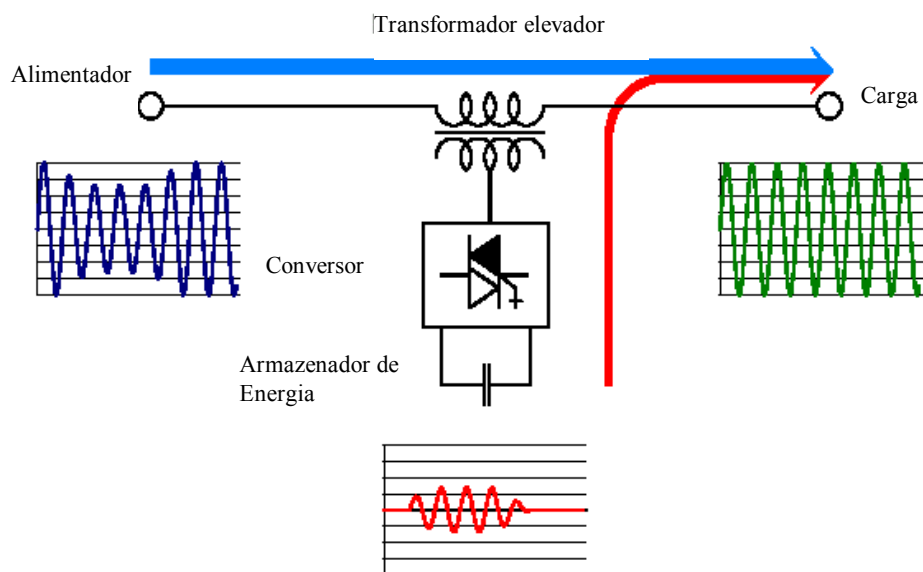 Transformador elevador
Alimentador
Carga
Conversor
Armazenador de
Energia